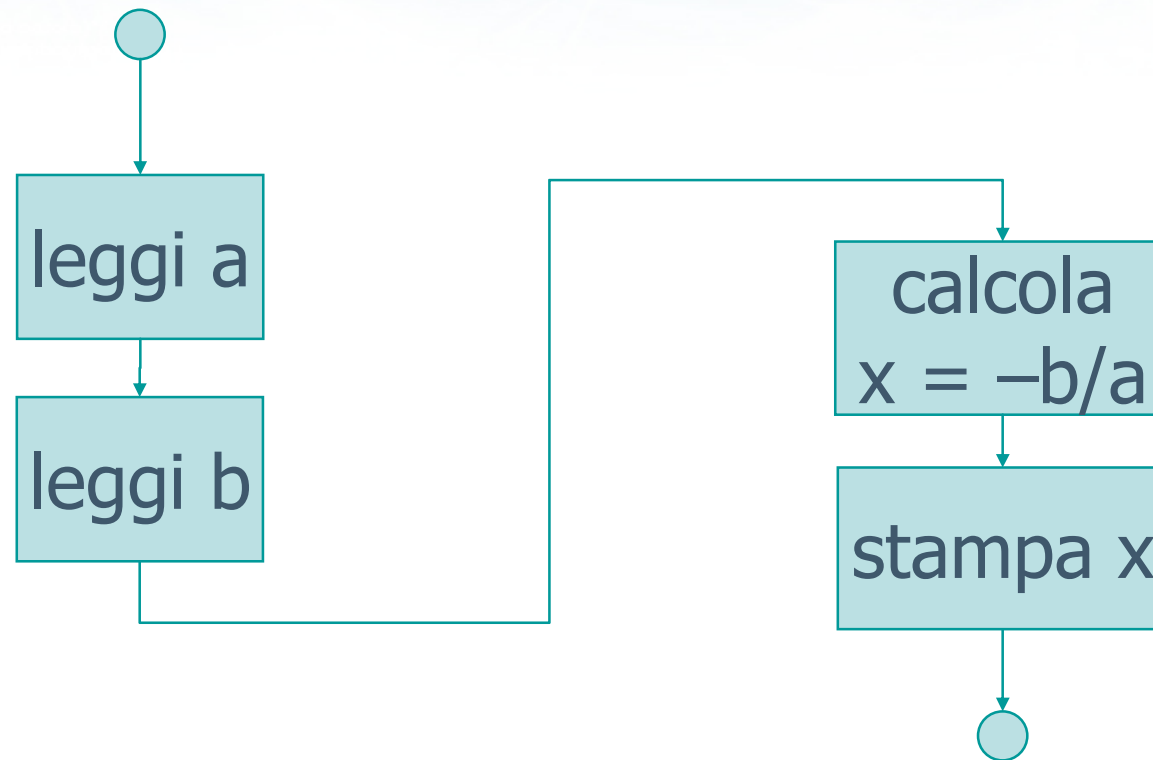 leggi a
leggi b
calcola
x = –b/a
stampa x